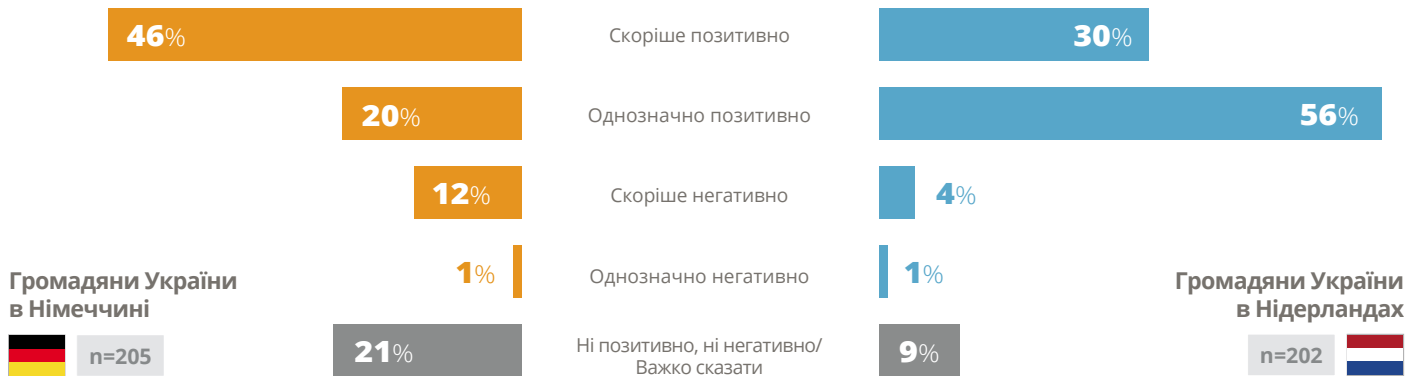 46% Скоріше позитивно 30%
20% Однозначно позитивно 56%
12% Скоріше негативно 4%
1% Однозначно негативно 1%
Громадяни України
в Німеччині
n=205
21% Ні позитивно, ні негативно/
Важко сказати 9%
Громадяни України
в Нідерландах
n=202